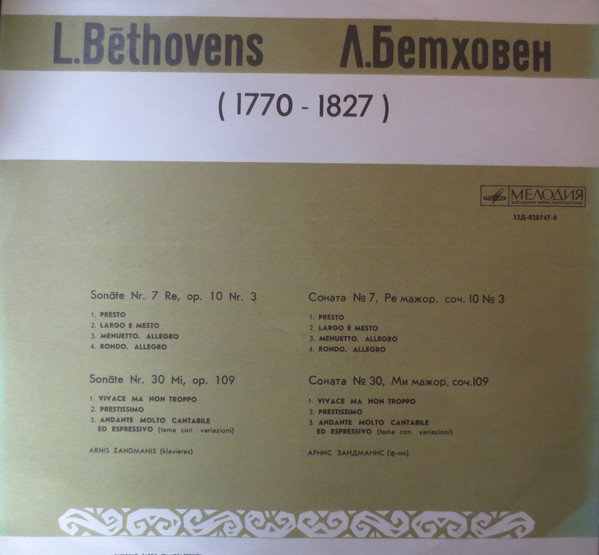 L.Bēthovens
Л.Бетховен
(1770 - 1827)
МЕЛОДИЯ
33Д-028747-8
Sonāte Nr. 7 Re, op. 10 Nr. 3
1. PRESTO
2. LARGO E MESTO
3. MENUETTO. ALLEGRO
4. RONDO. ALLEGRO
Sonāte Nr. 30 Mi, op. 109
1. VIVACE MA NON TROPPO
2. PRESTISSIMO
3. ANDANTE MOLTO CANTABILE
ED ESPRESSIVO (tema con variazioni)
ARNIS ZANDMANIS (klavieres)
Соната № 7, Ре мажор, соч. 10 № 3
1. PRESTO
2. LARGO E MESTO
3. MENUETTO. ALLEGRO
4. RONDO. ALLEGRO
Соната № 30, Ми мажор, соч.109
1. VIVACE MA NON TROPPO
2. PRESTISSIMO
3. ANDANTE MOLTO CANTABILE
ED ESPRESSIVO (tema con variazioni)
АРНИС ЗАНДМАНИС (ф-но)